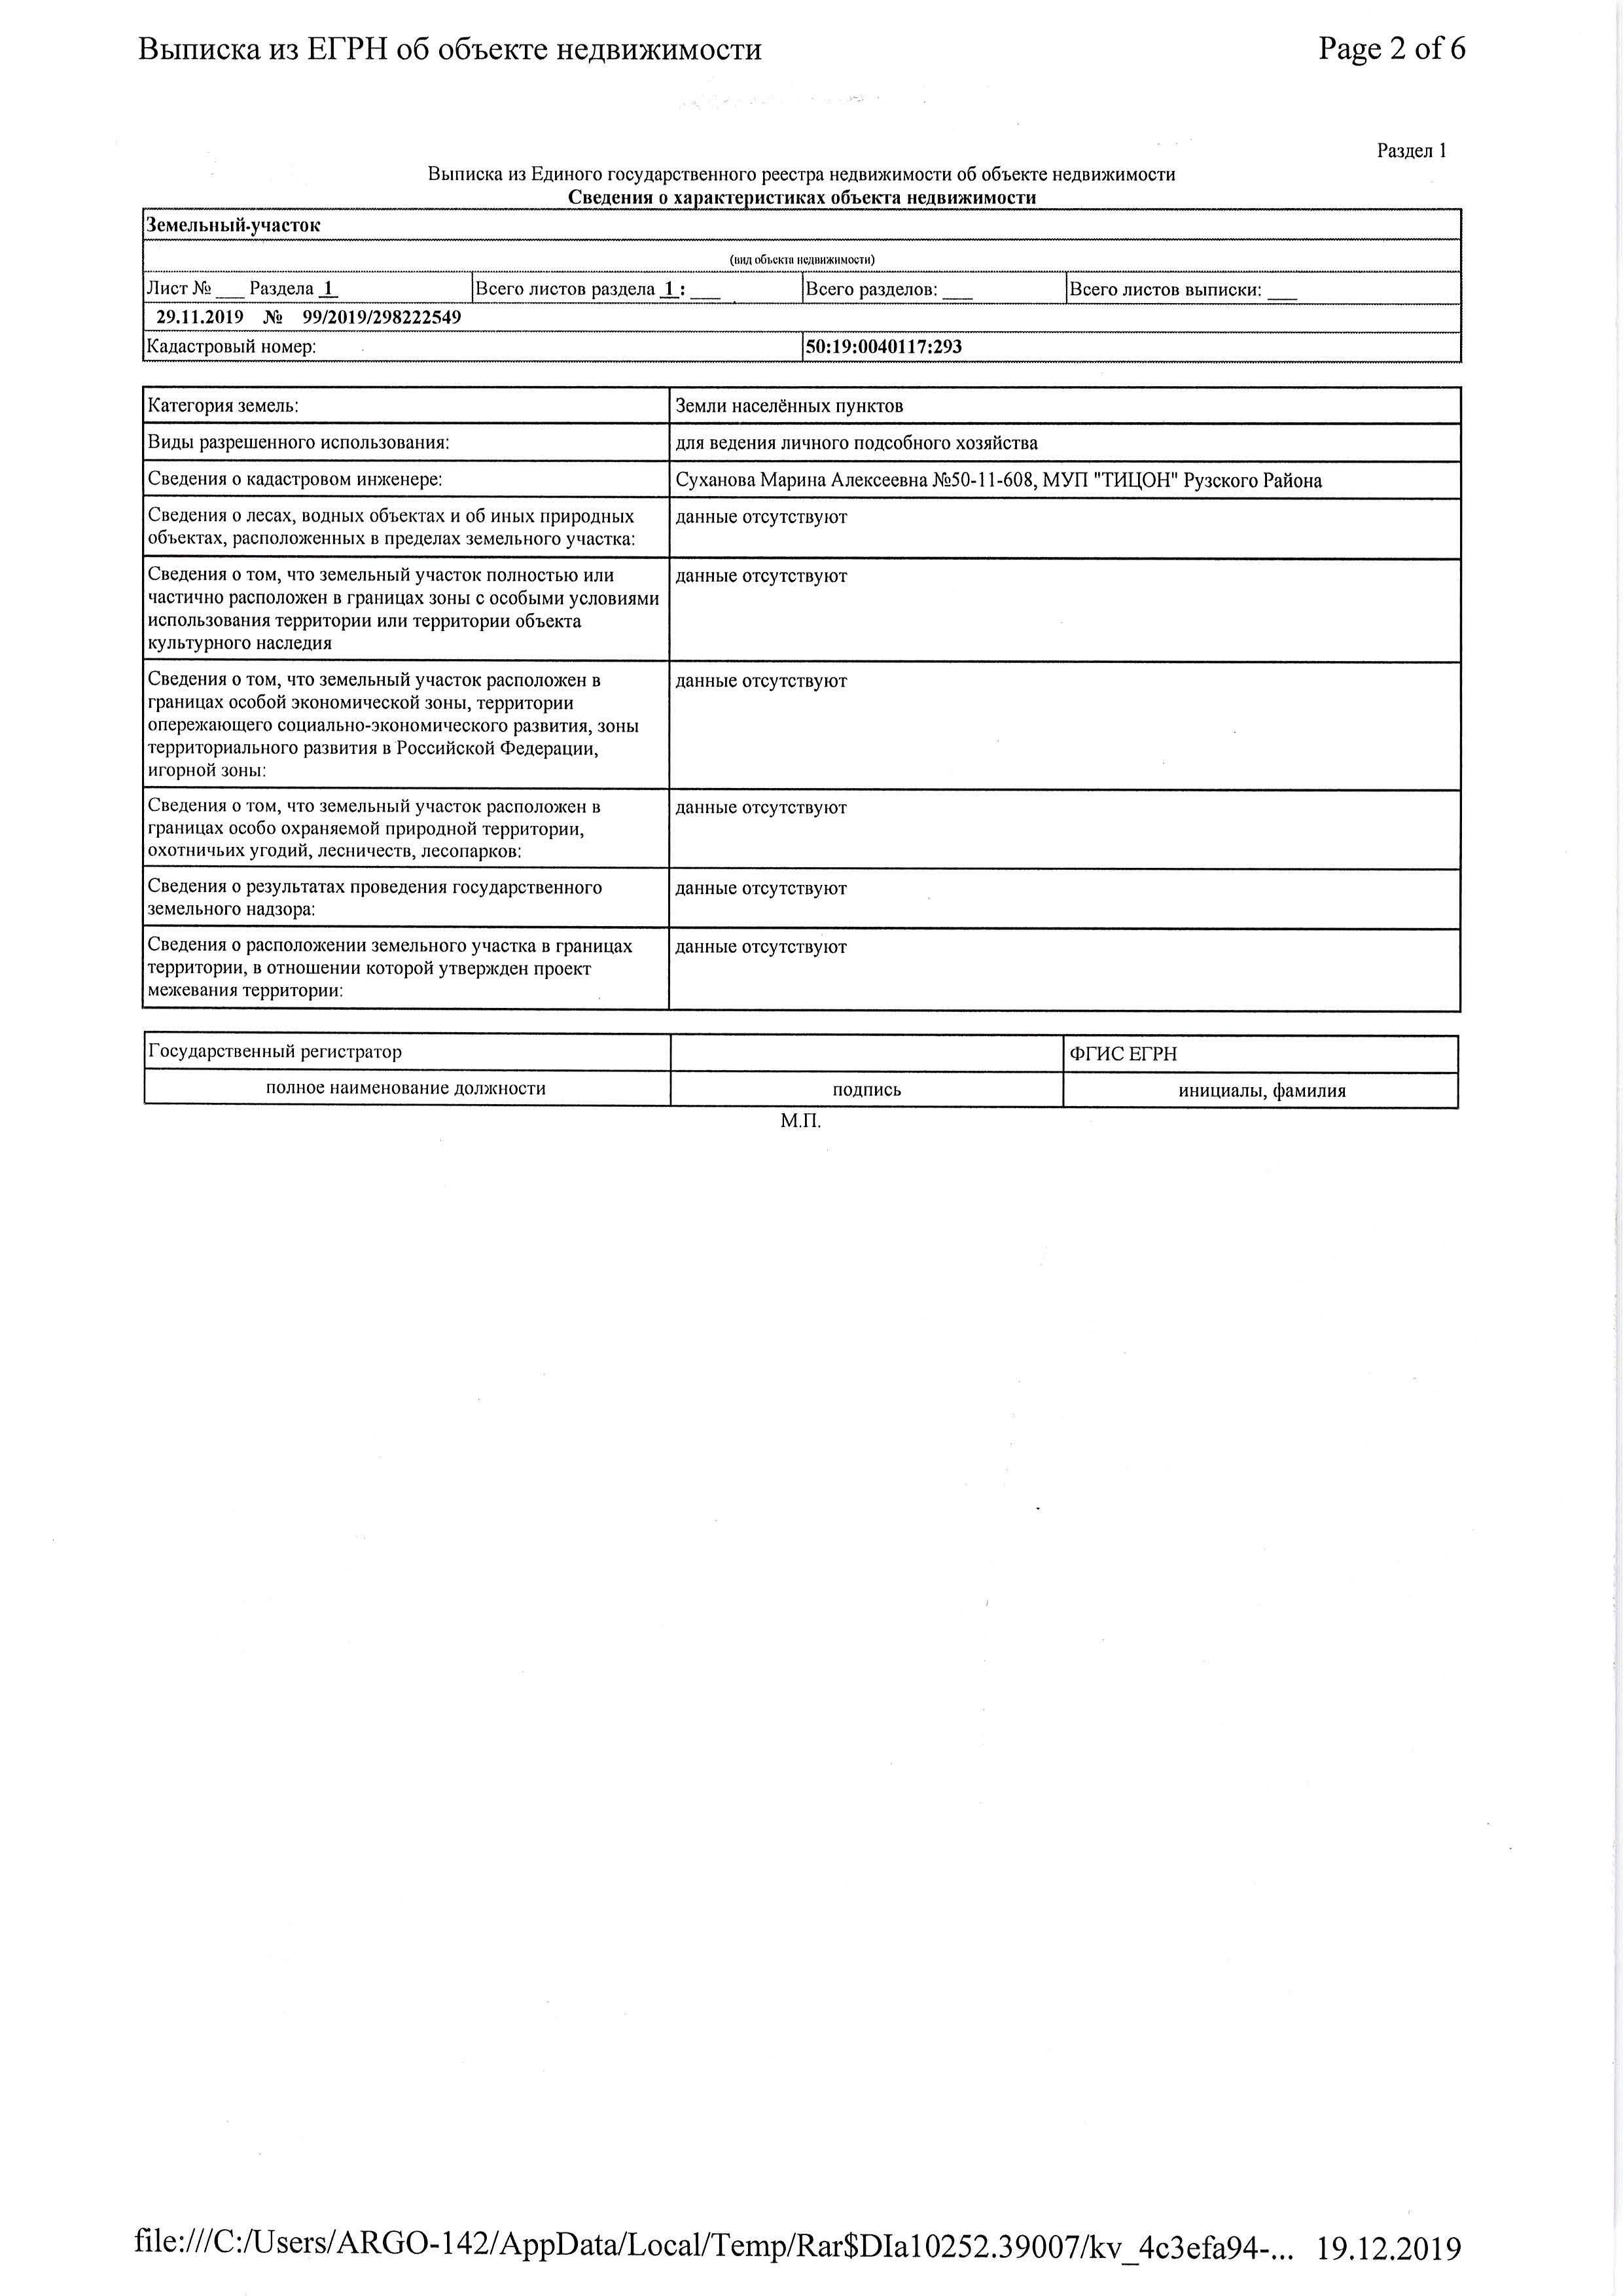 Выписка из ЕГРН об объекте недвижимости Page 2 of 6
Раздел 1
Выписка из Единого государственного реестра недвижимости об объекте недвижимости
Сведения о характеристиках объекта недвижимости
Земельный участок
(вид объекта недвижимости)
Лист № ___ Раздела 1 Всего листов раздела 1 : ___ Всего разделов: ___ Всего листов выписки: ___
29.11.2019 № 99/2019/298222549
Кадастровый номер: 50:19:0040117:293
Категория земель: Земли населённых пунктов
Виды разрешенного использования: для ведения личного подсобного хозяйства
Сведения о кадастровом инженере: Суханова Марина Алексеевна №50-11-608, МУП "ТИЦОН" Рузского Района
Сведения о лесах, водных объектах и об иных природных данные отсутствуют
объектах, расположенных в пределах земельного участка:
Сведения о том, что земельный участок полностью или данные отсутствуют
частично расположен в границах зоны с особыми условиями
использования территории или территории объекта
культурного наследия
Сведения о том, что земельный участок расположен в данные отсутствуют
границах особой экономической зоны, территории
опережающего социально-экономического развития, зоны
территориального развития в Российской Федерации,
игорной зоны:
Сведения о том, что земельный участок расположен в данные отсутствуют
границах особо охраняемой природной территории,
охотничьих угодий, лесничеств, лесопарков:
Сведения о результатах проведения государственного данные отсутствуют
земельного надзора:
Сведения о расположении земельного участка в границах данные отсутствуют
территории, в отношении которой утвержден проект
межевания территории:
Государственный регистратор ФГИС ЕГРН
полное наименование должности подпись инициалы, фамилия
М.П.
file:///C:/Users/ARGO-142/AppData/Local/Temp/Rar$DIa10252.39007/kv_4c3efa94-... 19.12.2019